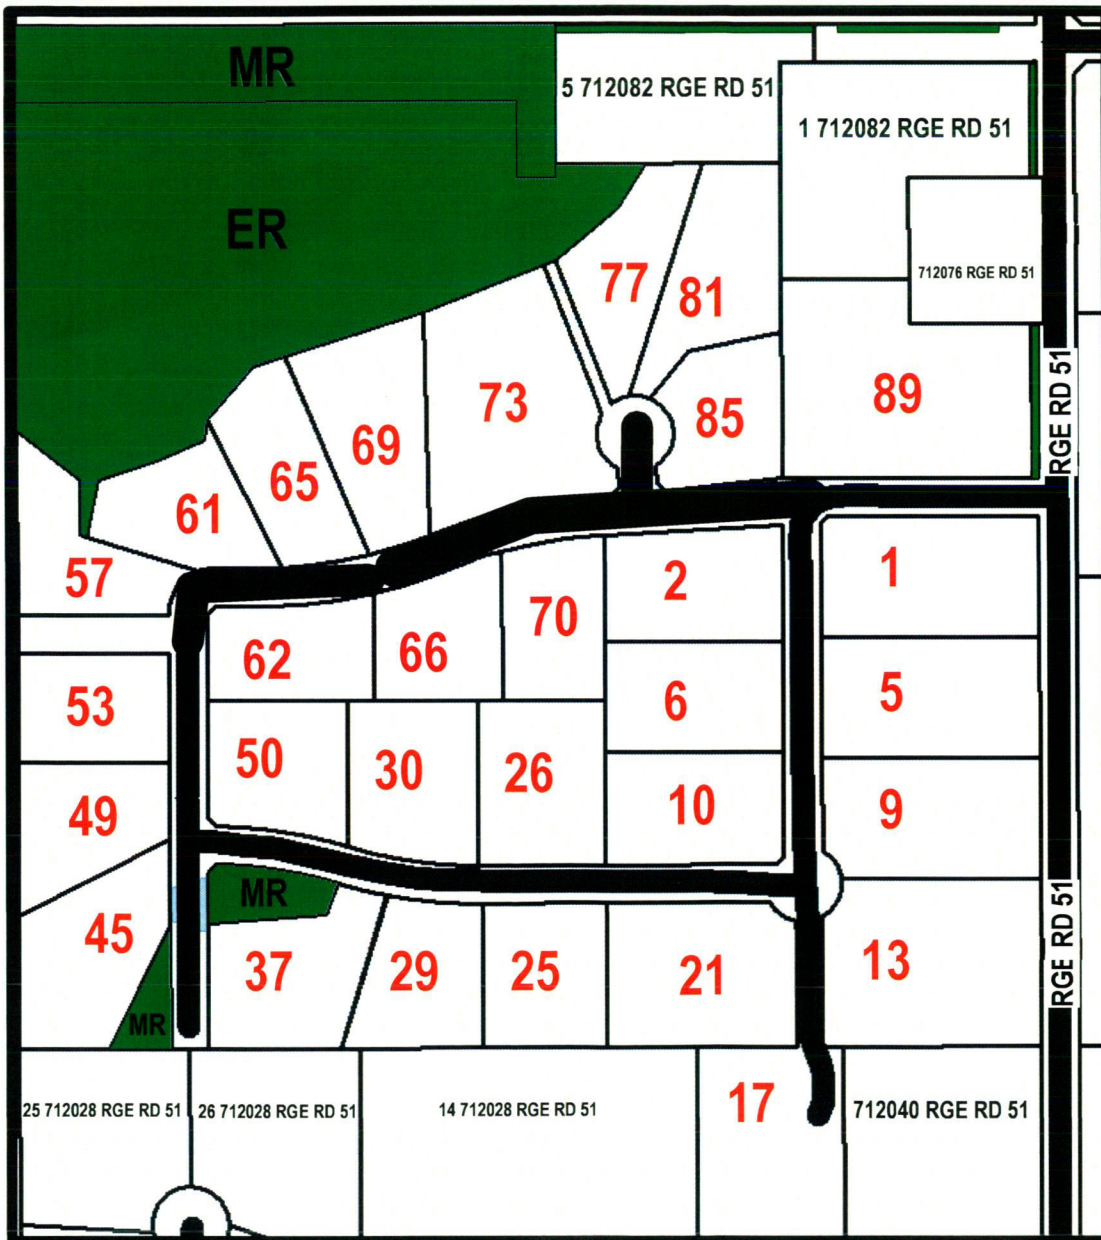 MR
5 712082 RGE RD 51
1 712082 RGE RD 51
ER
712076 RGE RD 51
77
81
RGE RD 51
73
89
85
69
65
61
57
1
2
70
62
66
53
6
5
50
30
26
49
10
9
MR
45
37
29
25
21
13
RGE RD 51
MR
25 712028 RGE RD 51
26 712028 RGE RD 51
14 712028 RGE RD 51
17
712040 RGE RD 51